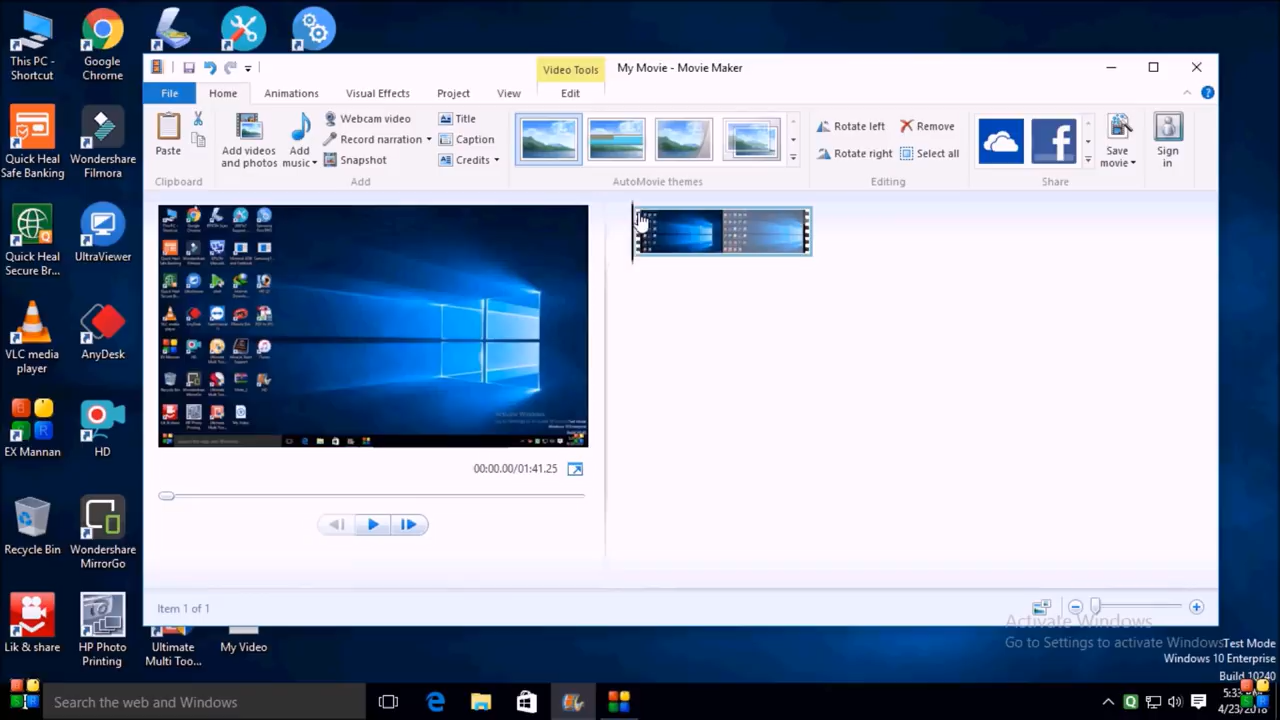 This PC -
Shortcut
Google
Chrome
Quick Heal
Safe Banking
Wondershare
Filmora
Quick Heal
Secure Br...
UltraViewer
VLC media
player
AnyDesk
EX Mannan
HD
Recycle Bin
Wondershare
MirrorGo
Lik & share
HP Photo
Printing
Ultimate
Multi Too...
My Video
Video Tools
My Movie - Movie Maker
File
Home
Animations
Visual Effects
Project
View
Edit
Paste
Clipboard
Add videos
and photos
Add
music
Webcam video
Record narration
Snapshot
Title
Caption
Credits
Add
AutoMovie themes
Rotate left
Rotate right
Remove
Select all
Editing
Share
Save
movie
Sign
in
00:00.00/01:41.25
Item 1 of 1
Activate Windows
Go to Settings to activate Windows
Test Mode
Windows 10 Enterprise
Build 10240
Search the web and Windows
4/23/2018